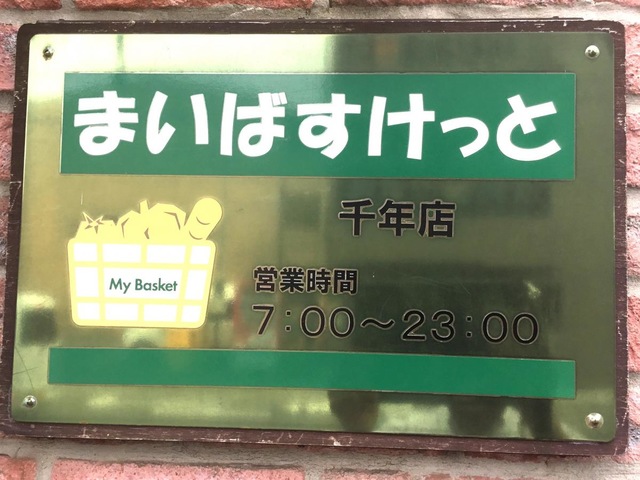 まいばすけっと
千年店
My Basket
営業時間
7:00〜23:00